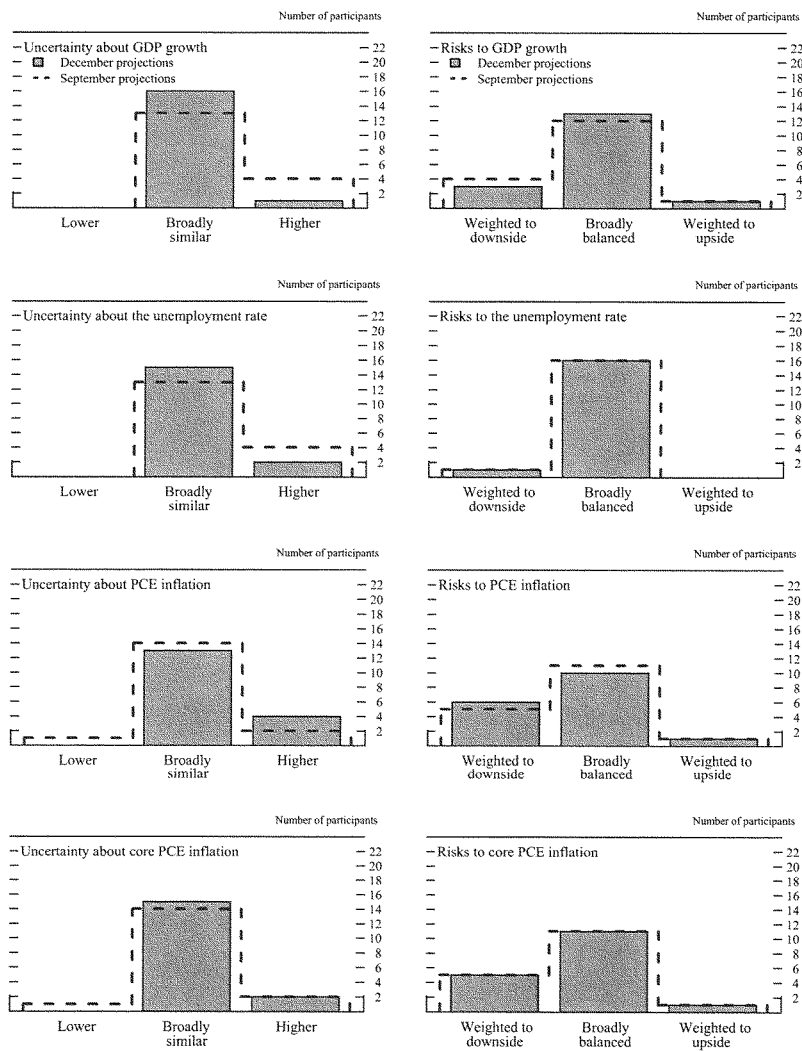 Number of participants
Uncertainty about GDP growth
December projections
September projections
22
20
18
16
14
12
10
8
6
4
2
Lower
Broadly
similar
Higher
Number of participants
Risks to GDP growth
December projections
September projections
22
20
18
16
14
12
10
8
6
4
2
Weighted to
downside
Broadly
balanced
Weighted to
upside
Number of participants
Uncertainty about the unemployment rate
22
20
18
16
14
12
10
8
6
4
2
Lower
Broadly
similar
Higher
Number of participants
Risks to the unemployment rate
22
20
18
16
14
12
10
8
6
4
2
Weighted to
downside
Broadly
balanced
Weighted to
upside
Number of participants
Uncertainty about PCE inflation
22
20
18
16
14
12
10
8
6
4
2
Lower
Broadly
similar
Higher
Number of participants
Risks to PCE inflation
22
20
18
16
14
12
10
8
6
4
2
Weighted to
downside
Broadly
balanced
Weighted to
upside
Number of participants
Uncertainty about core PCE inflation
22
20
18
16
14
12
10
8
6
4
2
Lower
Broadly
similar
Higher
Number of participants
Risks to core PCE inflation
22
20
18
16
14
12
10
8
6
4
2
Weighted to
downside
Broadly
balanced
Weighted to
upside